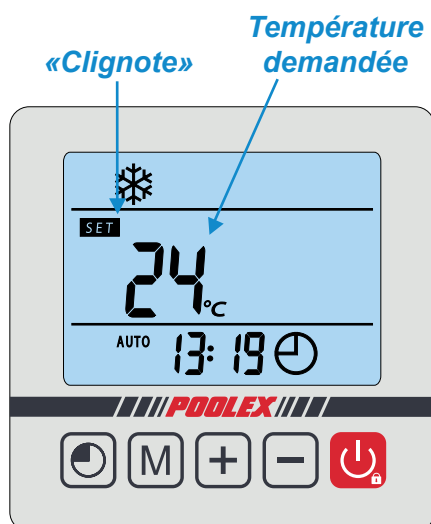 Température
demandée
«Clignote»
SET
24°C
AUTO 13:19
POOLEX
M + −